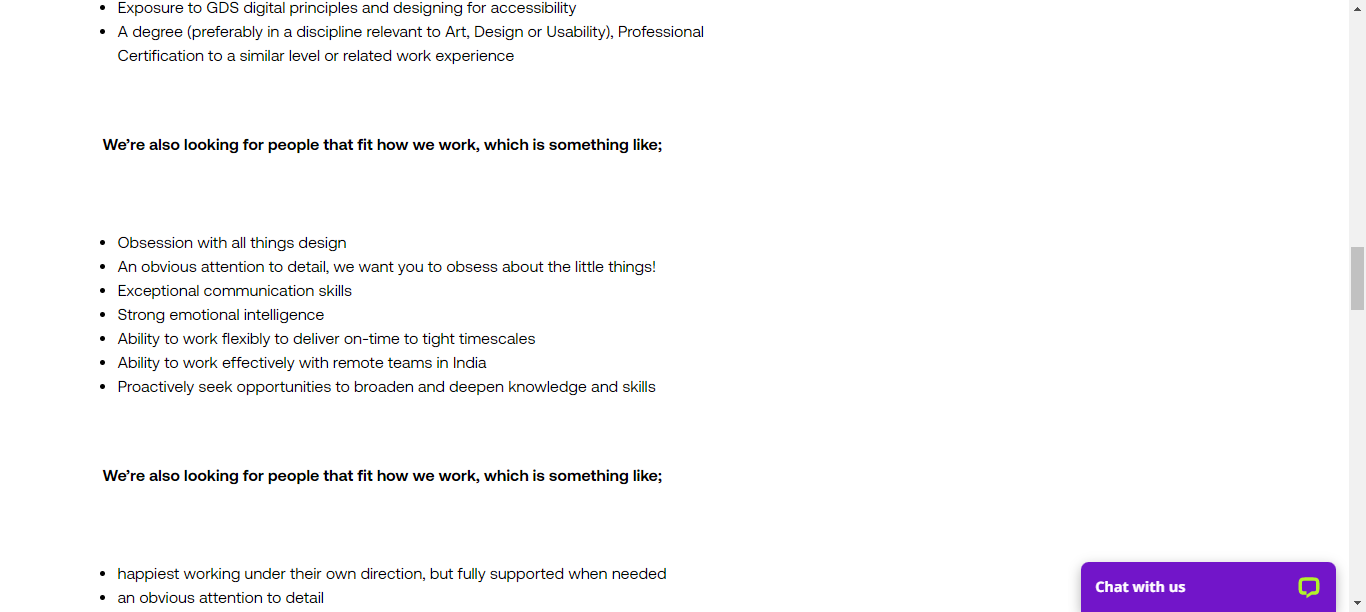 Exposure to GDS digital principles and designing for accessibility
A degree (preferably in a discipline relevant to Art, Design or Usability), Professional
Certification to a similar level or related work experience
We’re also looking for people that fit how we work, which is something like;
Obsession with all things design
An obvious attention to detail, we want you to obsess about the little things!
Exceptional communication skills
Strong emotional intelligence
Ability to work flexibly to deliver on-time to tight timescales
Ability to work effectively with remote teams in India
Proactively seek opportunities to broaden and deepen knowledge and skills
We’re also looking for people that fit how we work, which is something like;
happiest working under their own direction, but fully supported when needed
an obvious attention to detail
Chat with us